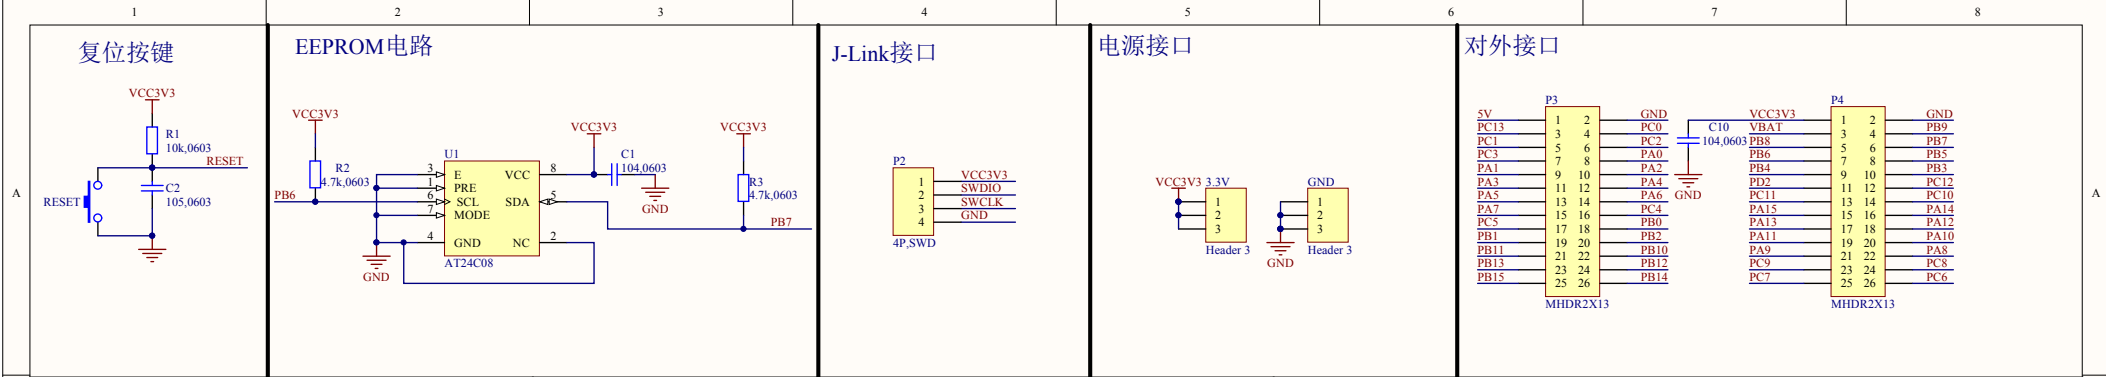 1 2 3 4 5 6 7 8
A
A
复位按键
VCC3V3
R1
10k,0603
RESET
C2
105,0603
RESET
EEPROM电路
VCC3V3
R2
4.7k,0603
PB6
U1
3 E VCC 8
1 PRE
6 SCL SDA 5
7 MODE
4 GND NC 2
AT24C08
GND
VCC3V3
C1
104,0603
GND
VCC3V3
R3
4.7k,0603
PB7
J-Link接口
P2
1 VCC3V3
2 SWDIO
3 SWCLK
4 GND
4P,SWD
电源接口
VCC3V3 3.3V
1
2
3
Header 3
GND
1
2
3
Header 3
GND
对外接口
P3
5V 1 2 GND
PC13 3 4 PC0
PC1 5 6 PC2
PC3 7 8 PA0
PA1 9 10 PA2
PA3 11 12 PA4
PA5 13 14 PA6
PA7 15 16 PC4
PC5 17 18 PB0
PB1 19 20 PB2
PB11 21 22 PB10
PB13 23 24 PB12
PB15 25 26 PB14
MHDR2X13
C10
104,0603
GND
P4
VCC3V3 1 2 GND
VBAT 3 4 PB9
PB8 5 6 PB7
PB6 7 8 PB5
PB4 9 10 PB3
PD2 11 12 PC12
PC11 13 14 PC10
PA15 15 16 PA14
PA13 17 18 PA12
PA11 19 20 PA10
PA9 21 22 PA8
PC9 23 24 PC8
PC7 25 26 PC6
MHDR2X13